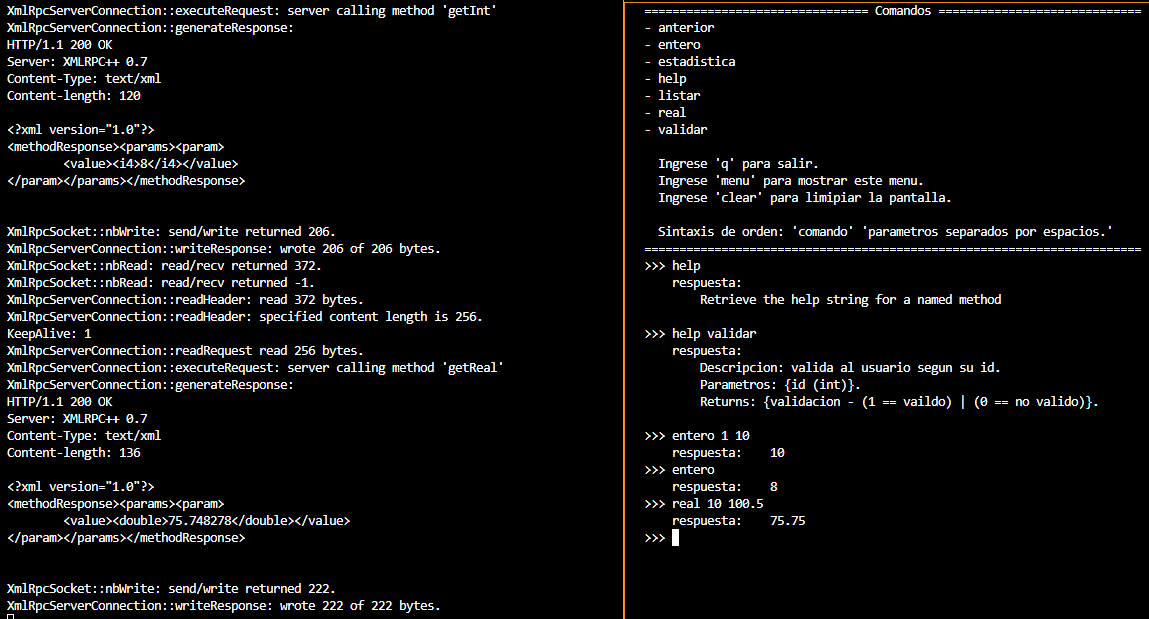 XmlRpcServerConnection::executeRequest: server calling method 'getInt'
XmlRpcServerConnection::generateResponse:
HTTP/1.1 200 OK
Server: XMLRPC++ 0.7
Content-Type: text/xml
Content-length: 120
<?xml version="1.0"?>
<methodResponse><params><param>
<value><i4>8</i4></value>
</param></params></methodResponse>
XmlRpcSocket::nbWrite: send/write returned 206.
XmlRpcServerConnection::writeResponse: wrote 206 of 206 bytes.
XmlRpcSocket::nbRead: read/recv returned 372.
XmlRpcSocket::nbRead: read/recv returned -1.
XmlRpcServerConnection::readHeader: read 372 bytes.
XmlRpcServerConnection::readHeader: specified content length is 256.
KeepAlive: 1
XmlRpcServerConnection::readRequest read 256 bytes.
XmlRpcServerConnection::executeRequest: server calling method 'getReal'
XmlRpcServerConnection::generateResponse:
HTTP/1.1 200 OK
Server: XMLRPC++ 0.7
Content-Type: text/xml
Content-length: 136
<?xml version="1.0"?>
<methodResponse><params><param>
<value><double>75.748278</double></value>
</param></params></methodResponse>
XmlRpcSocket::nbWrite: send/write returned 222.
XmlRpcServerConnection::writeResponse: wrote 222 of 222 bytes.
================================ Comandos =============================
- anterior
- entero
- estadistica
- help
- listar
- real
- validar
Ingrese 'q' para salir.
Ingrese 'menu' para mostrar este menu.
Ingrese 'clear' para limipiar la pantalla.
Sintaxis de orden: 'comando' 'parametros separados por espacios.'
=======================================================================
>>> help
respuesta:
Retrieve the help string for a named method
>>> help validar
respuesta:
Descripcion: valida al usuario segun su id.
Parametros: {id (int)}.
Returns: {validacion - (1 == vaildo) | (0 == no valido)}.
>>> entero 1 10
respuesta: 10
>>> entero
respuesta: 8
>>> real 10 100.5
respuesta: 75.75
>>>